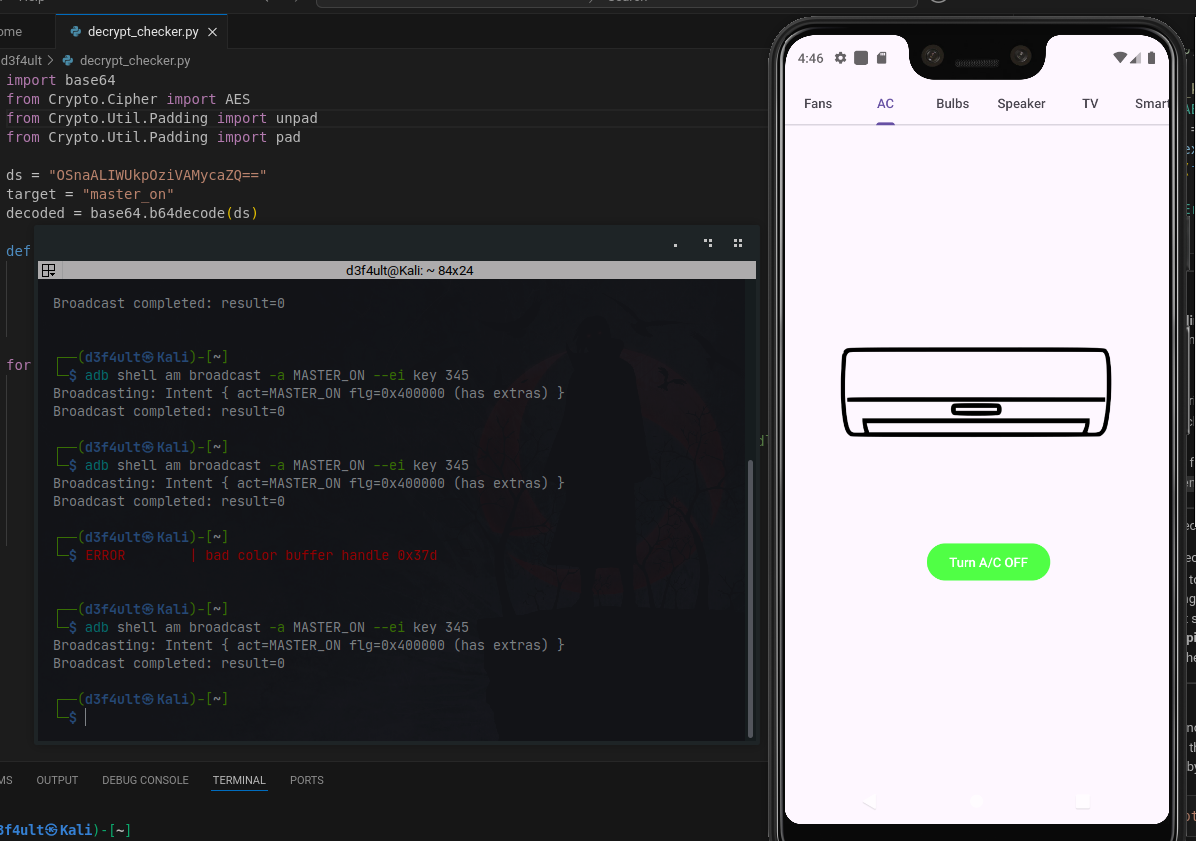 Help
ome
decrypt_checker.py
d3f4ult > decrypt_checker.py
import base64
from Crypto.Cipher import AES
from Crypto.Util.Padding import unpad
from Crypto.Util.Padding import pad
ds = "OSnaALIWUkpOziVAMycaZQ=="
target = "master_on"
decoded = base64.b64decode(ds)
def
for
d3f4ult@Kali: ~ 84x24
Broadcast completed: result=0
┌──(d3f4ult㉿Kali)-[~]
└─$ adb shell am broadcast -a MASTER_ON --ei key 345
Broadcasting: Intent { act=MASTER_ON flg=0x400000 (has extras) }
Broadcast completed: result=0
┌──(d3f4ult㉿Kali)-[~]
└─$ adb shell am broadcast -a MASTER_ON --ei key 345
Broadcasting: Intent { act=MASTER_ON flg=0x400000 (has extras) }
Broadcast completed: result=0
┌──(d3f4ult㉿Kali)-[~]
└─$ ERROR        | bad color buffer handle 0x37d
┌──(d3f4ult㉿Kali)-[~]
└─$ adb shell am broadcast -a MASTER_ON --ei key 345
Broadcasting: Intent { act=MASTER_ON flg=0x400000 (has extras) }
Broadcast completed: result=0
┌──(d3f4ult㉿Kali)-[~]
└─$
MS OUTPUT DEBUG CONSOLE TERMINAL PORTS
3f4ult㉿Kali)-[~]
4:46
Fans AC Bulbs Speaker TV Smart
Turn A/C OFF